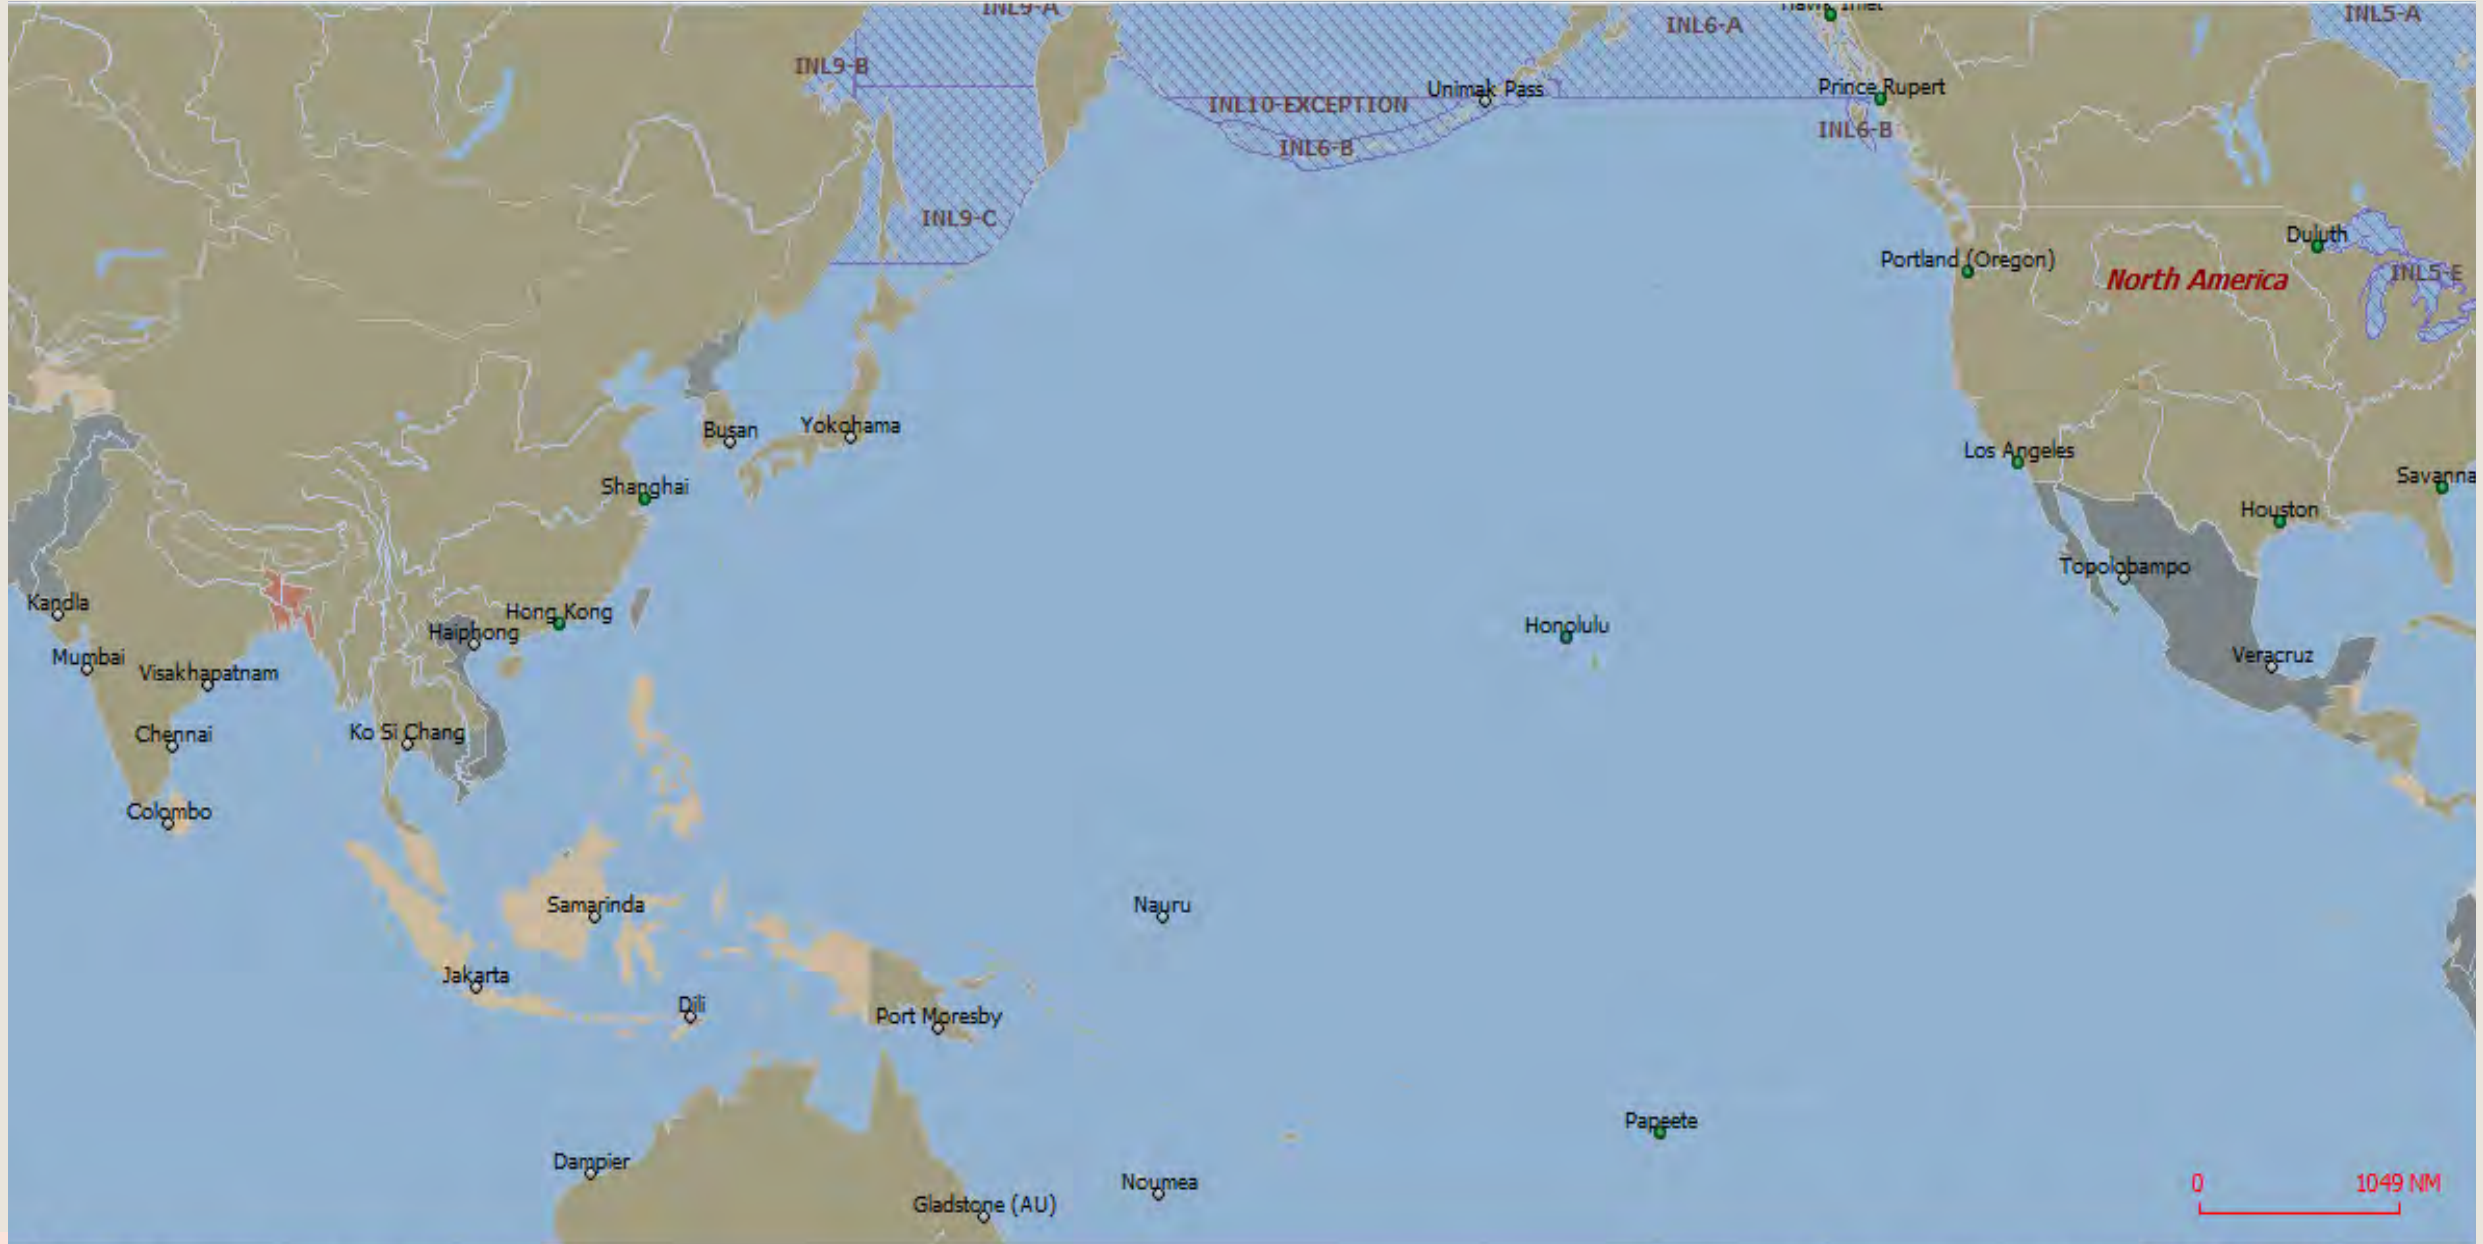 INL9-A
Hawk Inlet
INL5-A
INL6-A
INL9-B
Unimak Pass
Prince Rupert
INL10-EXCEPTION
INL6-B
INL6-B
INL9-C
Duluth
Portland (Oregon)
INL5-E
North America
Busan
Yokohama
Los Angeles
Shanghai
Savanna
Houston
Topolobampo
Kandla
Hong Kong
Haiphong
Honolulu
Mumbai
Veracruz
Visakhapatnam
Chennai
Ko Si Chang
Colombo
Samarinda
Nauru
Jakarta
Dili
Port Moresby
Papeete
Dampier
Noumea
Gladstone (AU)
0 1049 NM